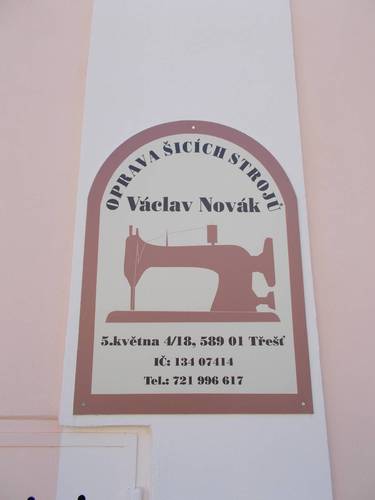 OPRAVA ŠICÍCH STROJŮ
Václav Novák
5.května 4/18, 589 01 Třešť
IČ: 134 07414
Tel.: 721 996 617